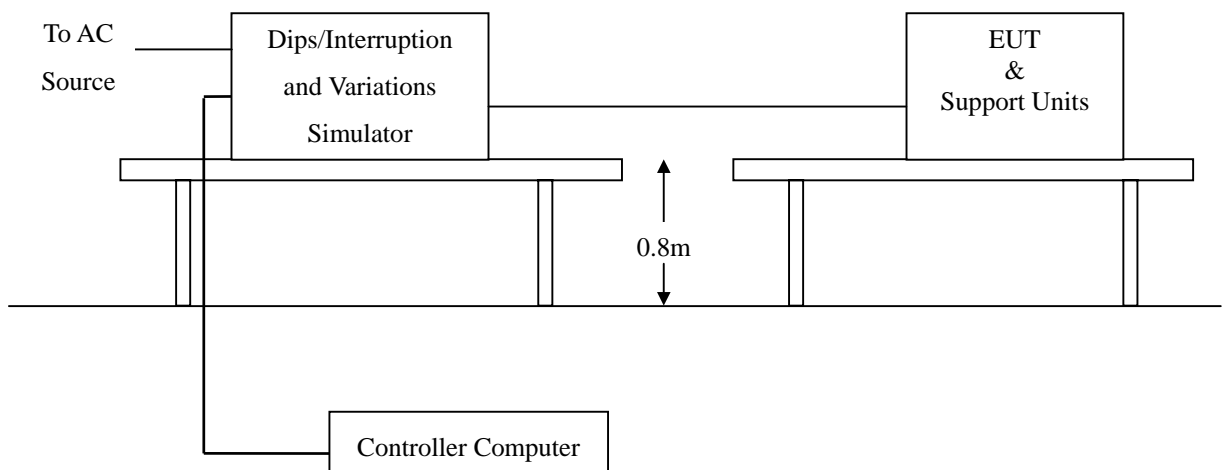 To AC
Source
Dips/Interruption
and Variations
Simulator
EUT
&
Support Units
0.8m
Controller Computer